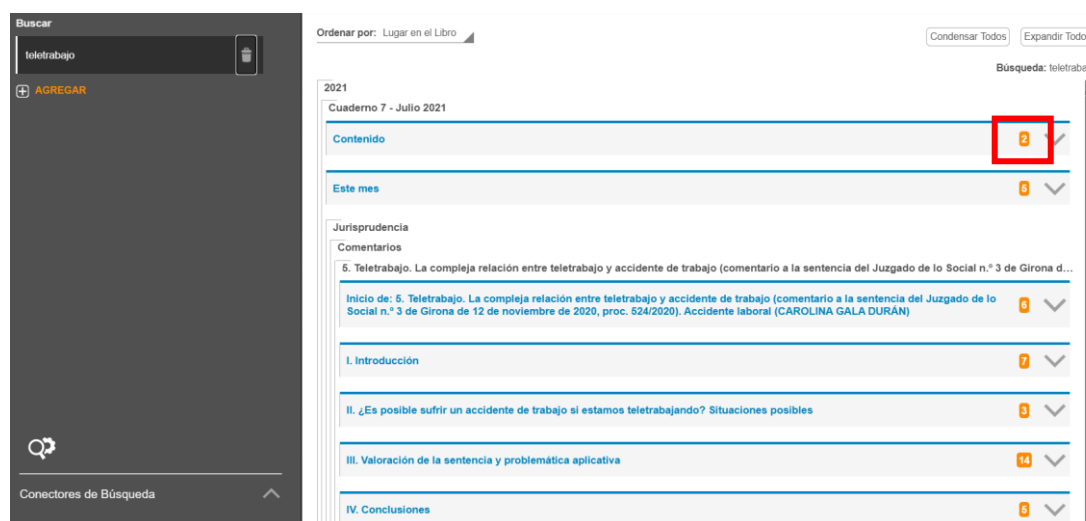 Buscar
teletrabajo
AGREGAR
Conectores de Búsqueda
Ordenar por: Lugar en el Libro
Condensar Todos
Expandir Todo
Búsqueda: teletraba
2021
Cuaderno 7 - Julio 2021
Contenido 2
Este mes 5
Jurisprudencia
Comentarios
5. Teletrabajo. La compleja relación entre teletrabajo y accidente de trabajo (comentario a la sentencia del Juzgado de lo Social n.º 3 de Girona d...
Inicio de: 5. Teletrabajo. La compleja relación entre teletrabajo y accidente de trabajo (comentario a la sentencia del Juzgado de lo
Social n.º 3 de Girona de 12 de noviembre de 2020, proc. 524/2020). Accidente laboral (CAROLINA GALA DURÁN) 6
I. Introducción 7
II. ¿Es posible sufrir un accidente de trabajo si estamos teletrabajando? Situaciones posibles 3
III. Valoración de la sentencia y problemática aplicativa 14
IV. Conclusiones 5